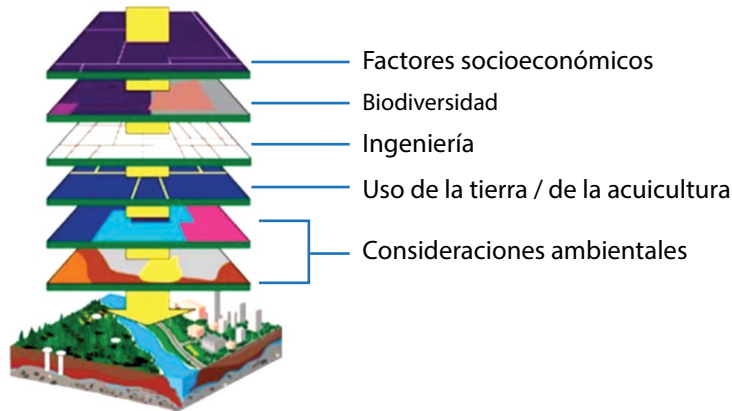 Factores socioeconómicos
Biodiversidad
Ingeniería
Uso de la tierra / de la acuicultura
Consideraciones ambientales